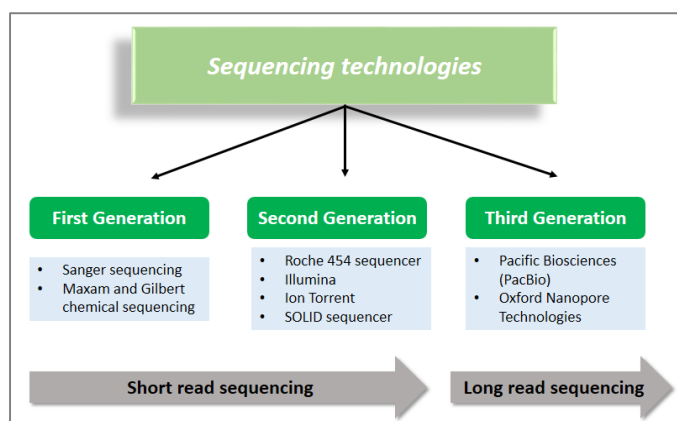 Sequencing technologies
First Generation
Second Generation
Third Generation
• Sanger sequencing
• Maxam and Gilbert
chemical sequencing
• Roche 454 sequencer
• Illumina
• Ion Torrent
• SOLID sequencer
• Pacific Biosciences
(PacBio)
• Oxford Nanopore
Technologies
Short read sequencing
Long read sequencing